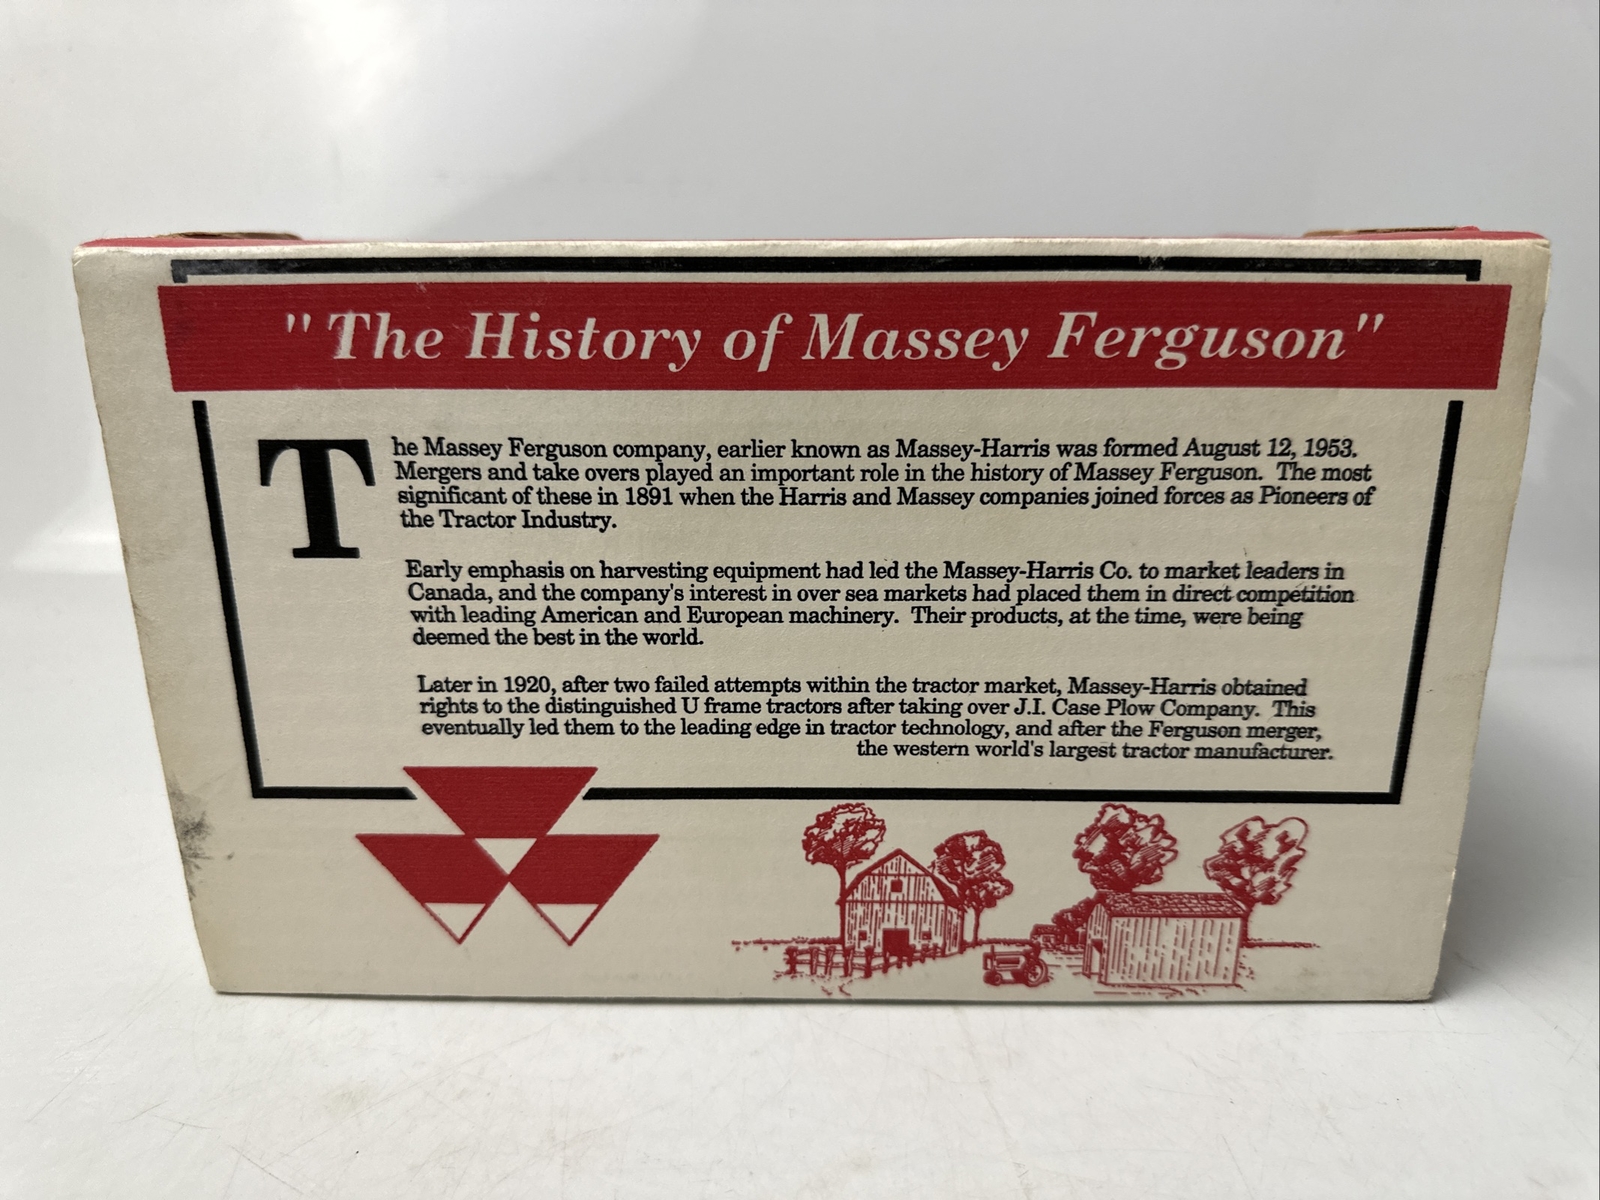 "The History of Massey Ferguson"
The Massey Ferguson company, earlier known as Massey-Harris was formed August 12, 1953.
Mergers and take overs played an important role in the history of Massey Ferguson. The most
significant of these in 1891 when the Harris and Massey companies joined forces as Pioneers of
the Tractor Industry.
Early emphasis on harvesting equipment had led the Massey-Harris Co. to market leaders in
Canada, and the company's interest in over sea markets had placed them in direct competition
with leading American and European machinery. Their products, at the time, were being
deemed the best in the world.
Later in 1920, after two failed attempts within the tractor market, Massey-Harris obtained
rights to the distinguished U frame tractors after taking over J.I. Case Plow Company. This
eventually led them to the leading edge in tractor technology, and after the Ferguson merger,
the western world's largest tractor manufacturer.